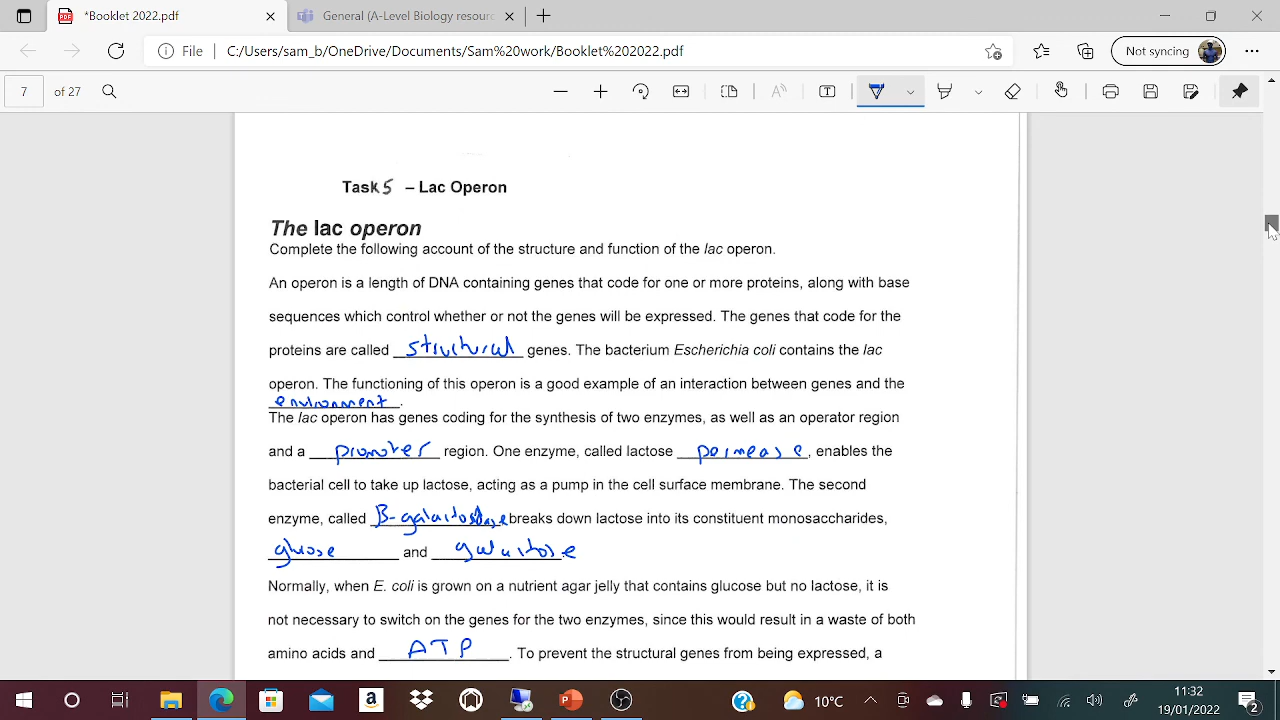 *Booklet 2022.pdf
General (A-Level Biology resourc
File C:/Users/sam_b/OneDrive/Documents/Sam%20work/Booklet%202022.pdf
Not syncing
7 of 27
Task 5 – Lac Operon
The lac operon
Complete the following account of the structure and function of the lac operon.
An operon is a length of DNA containing genes that code for one or more proteins, along with base
sequences which control whether or not the genes will be expressed. The genes that code for the
proteins are called structural genes. The bacterium Escherichia coli contains the lac
operon. The functioning of this operon is a good example of an interaction between genes and the
environment.
The lac operon has genes coding for the synthesis of two enzymes, as well as an operator region
and a promoter region. One enzyme, called lactose permease, enables the
bacterial cell to take up lactose, acting as a pump in the cell surface membrane. The second
enzyme, called β-galactosidase breaks down lactose into its constituent monosaccharides,
glucose and galactose
Normally, when E. coli is grown on a nutrient agar jelly that contains glucose but no lactose, it is
not necessary to switch on the genes for the two enzymes, since this would result in a waste of both
amino acids and ATP. To prevent the structural genes from being expressed, a
10°C
11:32
19/01/2022
2